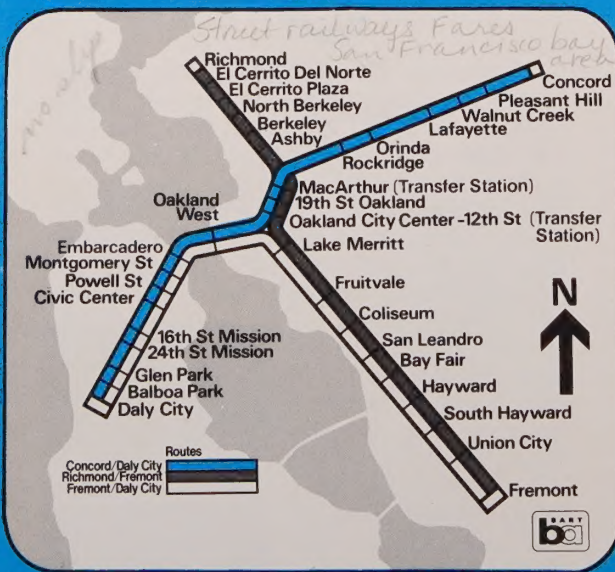 Street railways Fares
San Francisco bay
area
Richmond
El Cerrito Del Norte
El Cerrito Plaza
North Berkeley
Berkeley
Ashby
Concord
Pleasant Hill
Walnut Creek
Lafayette
Orinda
Rockridge
MacArthur (Transfer Station)
19th St Oakland
Oakland City Center-12th St (Transfer
Station)
Oakland
West
Lake Merritt
Embarcadero
Montgomery St
Powell St
Civic Center
16th St Mission
24th St Mission
Glen Park
Balboa Park
Daly City
Fruitvale
Coliseum
San Leandro
Bay Fair
Hayward
South Hayward
Union City
Fremont
N
Routes
Concord/Daly City
Richmond/Fremont
Fremont/Daly City
BART
ba